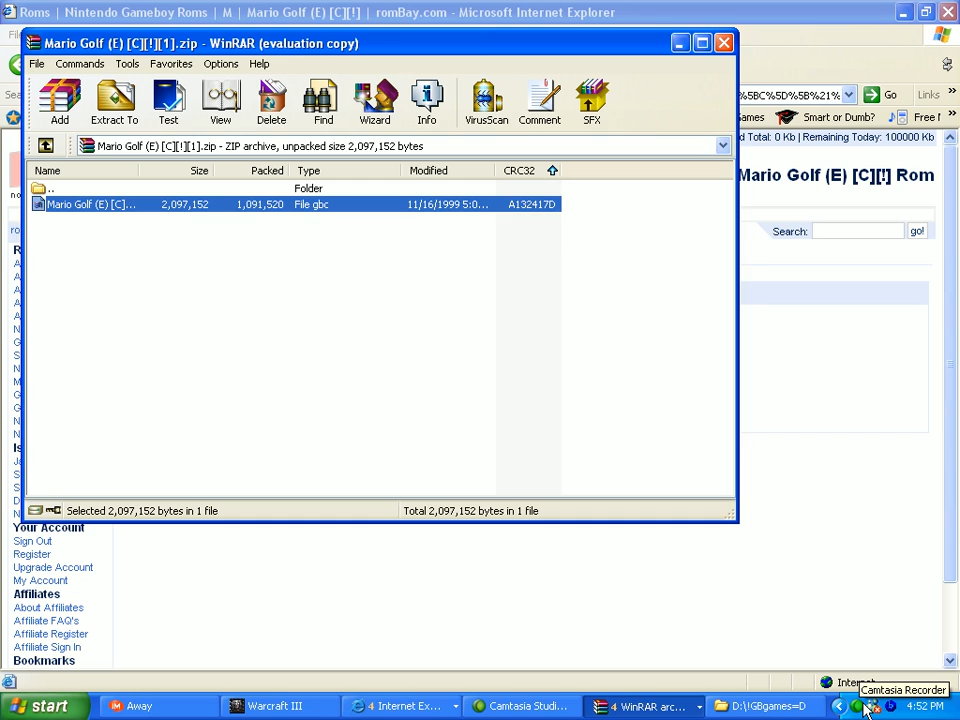 Roms | Nintendo Gameboy Roms | M | Mario Golf (E) [C][!] | romBay.com - Microsoft Internet Explorer
Mario Golf (E) [C][!][1].zip - WinRAR (evaluation copy)
File Commands Tools Favorites Options Help
Add Extract To Test View Delete Find Wizard Info VirusScan Comment SFX
%5BC%5D%5B%21% Go Links »
Games Smart or Dumb? Free »
Mario Golf (E) [C][!][1].zip - ZIP archive, unpacked size 2,097,152 bytes
d Total: 0 Kb | Remaining Today: 100000 Kb
Name Size Packed Type Modified CRC32
Mario Golf (E) [C][!] Rom
.. Folder
Mario Golf (E) [C]... 2,097,152 1,091,520 File gbc 11/16/1999 5:0... A132417D
Search: go!
Selected 2,097,152 bytes in 1 file Total 2,097,152 bytes in 1 file
Your Account
Sign Out
Register
Upgrade Account
My Account
Affiliates
About Affiliates
Affiliate FAQ's
Affiliate Register
Affiliate Sign In
Bookmarks
Internet
Camtasia Recorder
start Away Warcraft III 4 Internet Ex... Camtasia Studi... 4 WinRAR arc... D:\!GBgames=D 4:52 PM